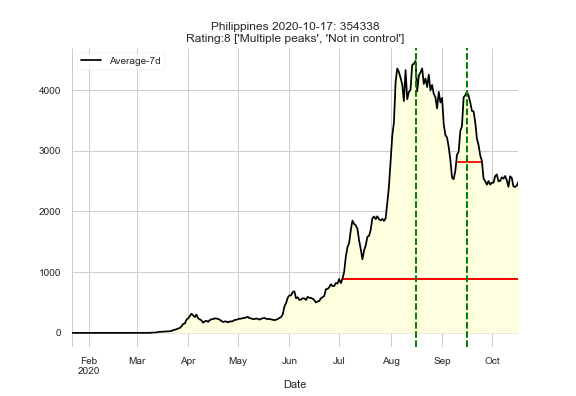 Philippines 2020-10-17: 354338
Rating:8 ['Multiple peaks', 'Not in control']
Average-7d
4000
3000
2000
1000
0
Feb Mar Apr May Jun Jul Aug Sep Oct
2020
Date